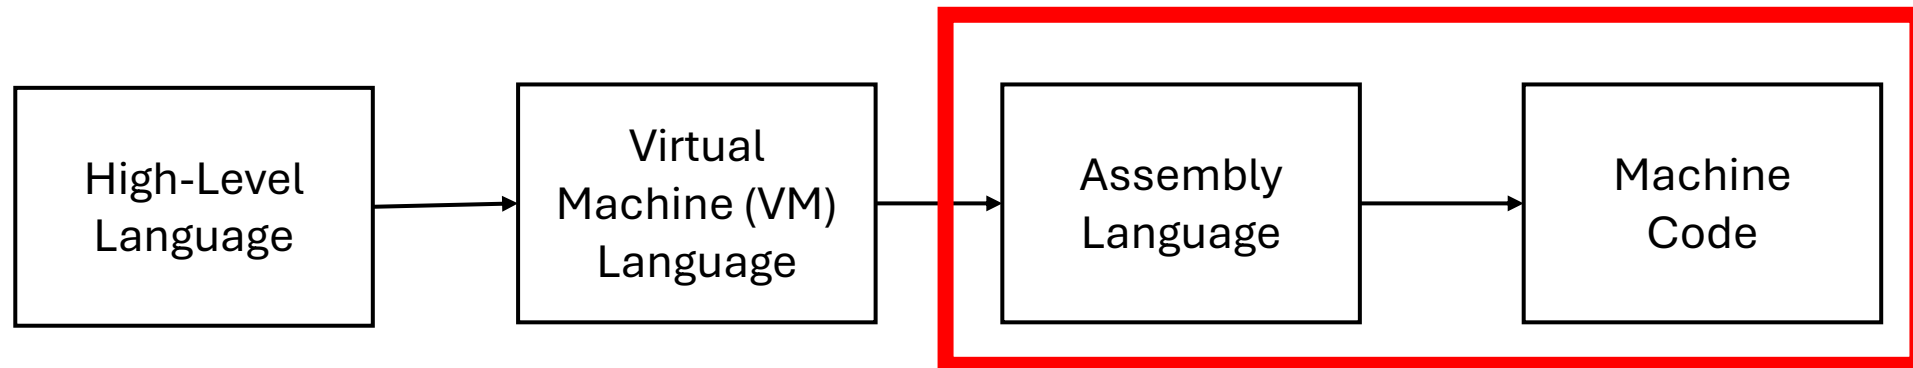 High-Level
Language
Virtual
Machine (VM)
Language
Assembly
Language
Machine
Code